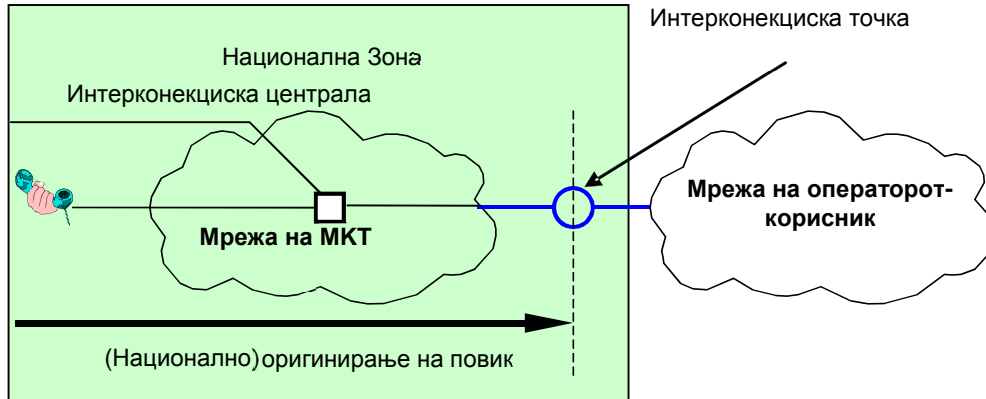 Интерконекциска точка
Национална Зона
Интерконекциска централа
Мрежа на операторот-
корисник
Мрежа на МКТ
(Национално) оригинирање на повик